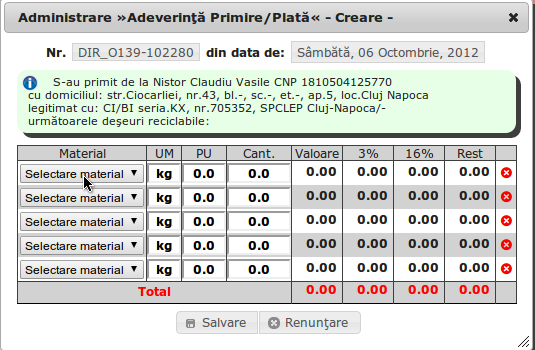 Administrare »Adeverinţă Primire/Plată« - Creare -
Nr. DIR_O139-102280 din data de: Sâmbătă, 06 Octombrie, 2012
S-au primit de la Nistor Claudiu Vasile CNP 1810504125770
cu domiciliul: str.Ciocarliei, nr.43, bl.-, sc.-, et.-, ap.5, loc.Cluj Napoca
legitimat cu: CI/BI seria.KX, nr.705352, SPCLEP Cluj-Napoca/-
următoarele deşeuri reciclabile:
Material UM PU Cant. Valoare 3% 16% Rest
Selectare material kg 0.0 0.0 0.00 0.00 0.00 0.00
Selectare material kg 0.0 0.0 0.00 0.00 0.00 0.00
Selectare material kg 0.0 0.0 0.00 0.00 0.00 0.00
Selectare material kg 0.0 0.0 0.00 0.00 0.00 0.00
Selectare material kg 0.0 0.0 0.00 0.00 0.00 0.00
Total 0.00 0.00 0.00 0.00
Salvare Renunţare